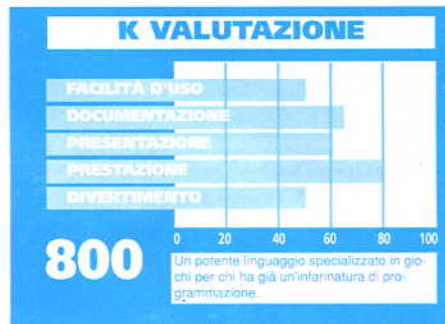 K VALUTAZIONE
FACILITÀ D'USO
DOCUMENTAZIONE
PRESENTAZIONE
PRESTAZIONE
DIVERTIMENTO
0 20 40 60 80 100
800
Un potente linguaggio specializzato in gio-
chi per chi ha già un'infarinatura di pro-
grammazione.